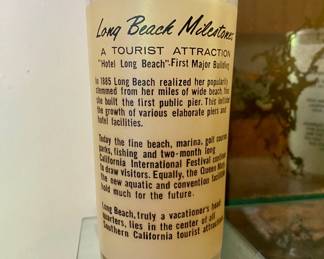 Long Beach Milestones
A TOURIST ATTRACTION
"Hotel Long Beach"-First Major Building
In 1885 Long Beach realized her popularity
stemmed from her miles of wide beach,
she built the first public pier. This initiated
the growth of various elaborate piers and
hotel facilities.
Today the fine beach, marina, golf courses,
parks, fishing and two-month long
California International Festival continue
to draw visitors. Equally, the Queen Mary,
the new aquatic and convention facilities
hold much for the future.
Long Beach, truly a vacationer's head-
quarters, lies in the center of all
Southern California tourist attractions